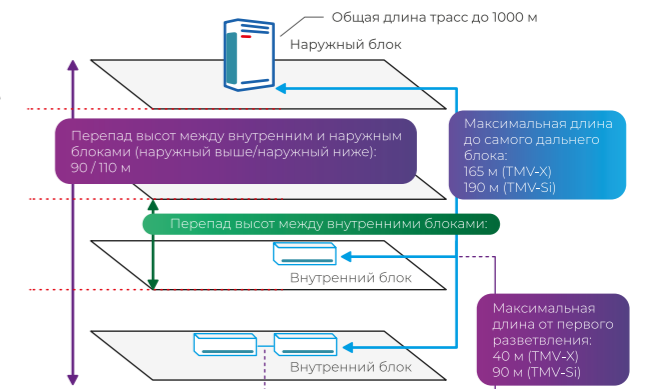 Общая длина трасс до 1000 м
Наружный блок
Перепад высот между внутренним и наружным
блоками (наружный выше/наружный ниже):
90 / 110 м
Максимальная длина
до самого дальнего
блока:
165 м (TMV-X)
190 м (TMV-Si)
Перепад высот между внутренними блоками:
Внутренний блок
Максимальная
длина от первого
разветвления:
40 м (TMV-X)
90 м (TMV-Si)
Внутренний блок